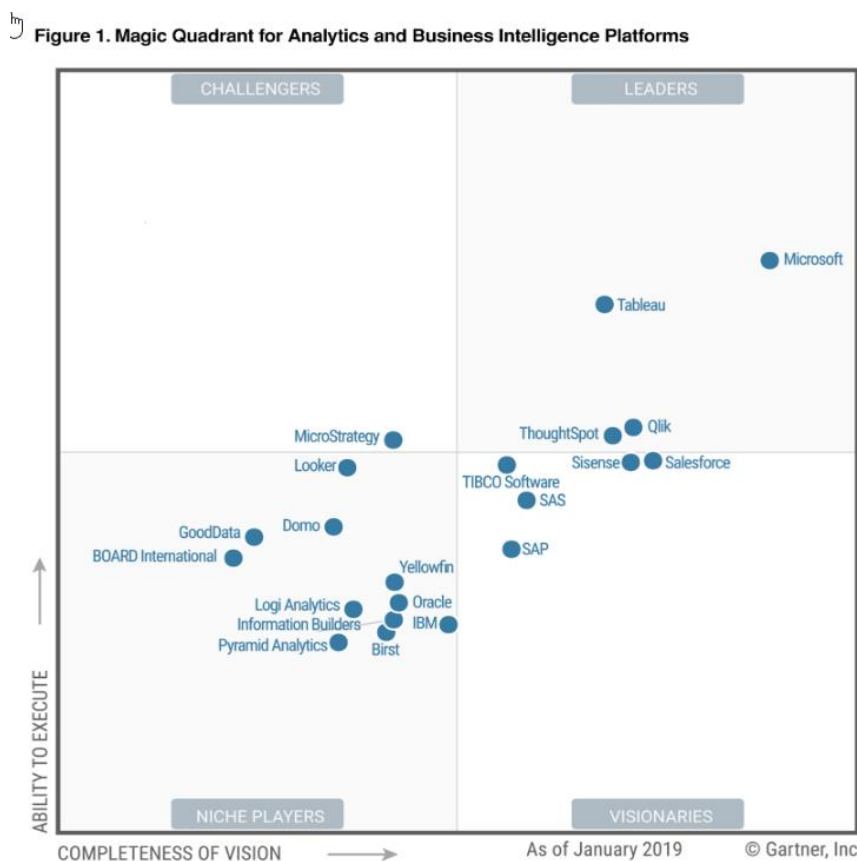 Figure 1. Magic Quadrant for Analytics and Business Intelligence Platforms
CHALLENGERS
LEADERS
Microsoft
Tableau
MicroStrategy
ThoughtSpot
Qlik
Looker
Sisense
Salesforce
TIBCO Software
SAS
GoodData
Domo
BOARD International
SAP
Yellowfin
Logi Analytics
Oracle
Information Builders
IBM
Pyramid Analytics
Birst
ABILITY TO EXECUTE
NICHE PLAYERS
VISIONARIES
COMPLETENESS OF VISION
As of January 2019
© Gartner, Inc